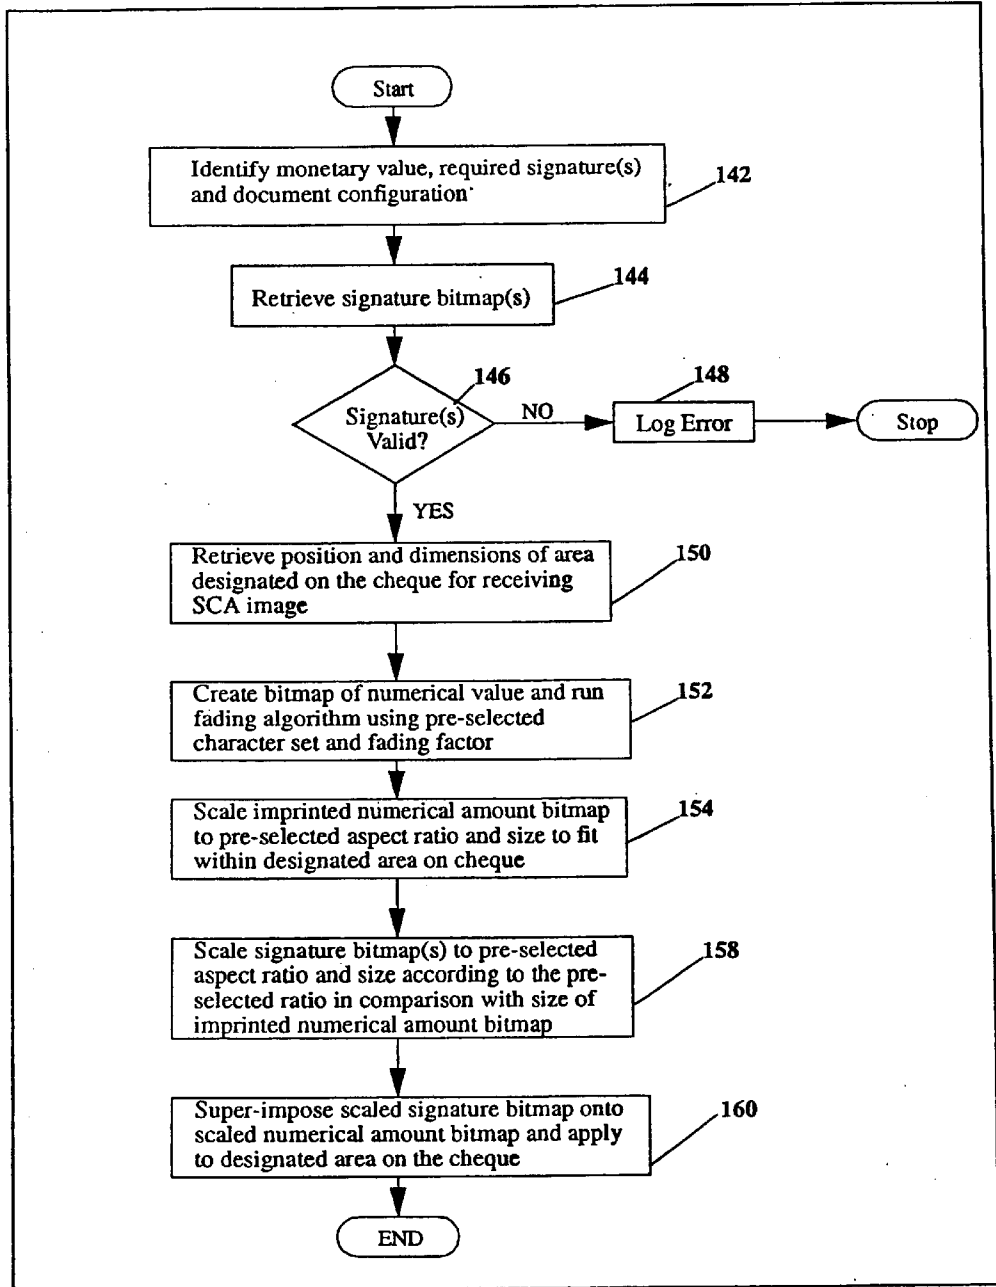 Start
Identify monetary value, required signature(s)
and document configuration
142
Retrieve signature bitmap(s)
144
146
Signature(s)
Valid?
NO
148
Log Error
Stop
YES
Retrieve position and dimensions of area
designated on the cheque for receiving
SCA image
150
Create bitmap of numerical value and run
fading algorithm using pre-selected
character set and fading factor
152
Scale imprinted numerical amount bitmap
to pre-selected aspect ratio and size to fit
within designated area on cheque
154
Scale signature bitmap(s) to pre-selected
aspect ratio and size according to the pre-
selected ratio in comparison with size of
imprinted numerical amount bitmap
158
Super-impose scaled signature bitmap onto
scaled numerical amount bitmap and apply
to designated area on the cheque
160
END